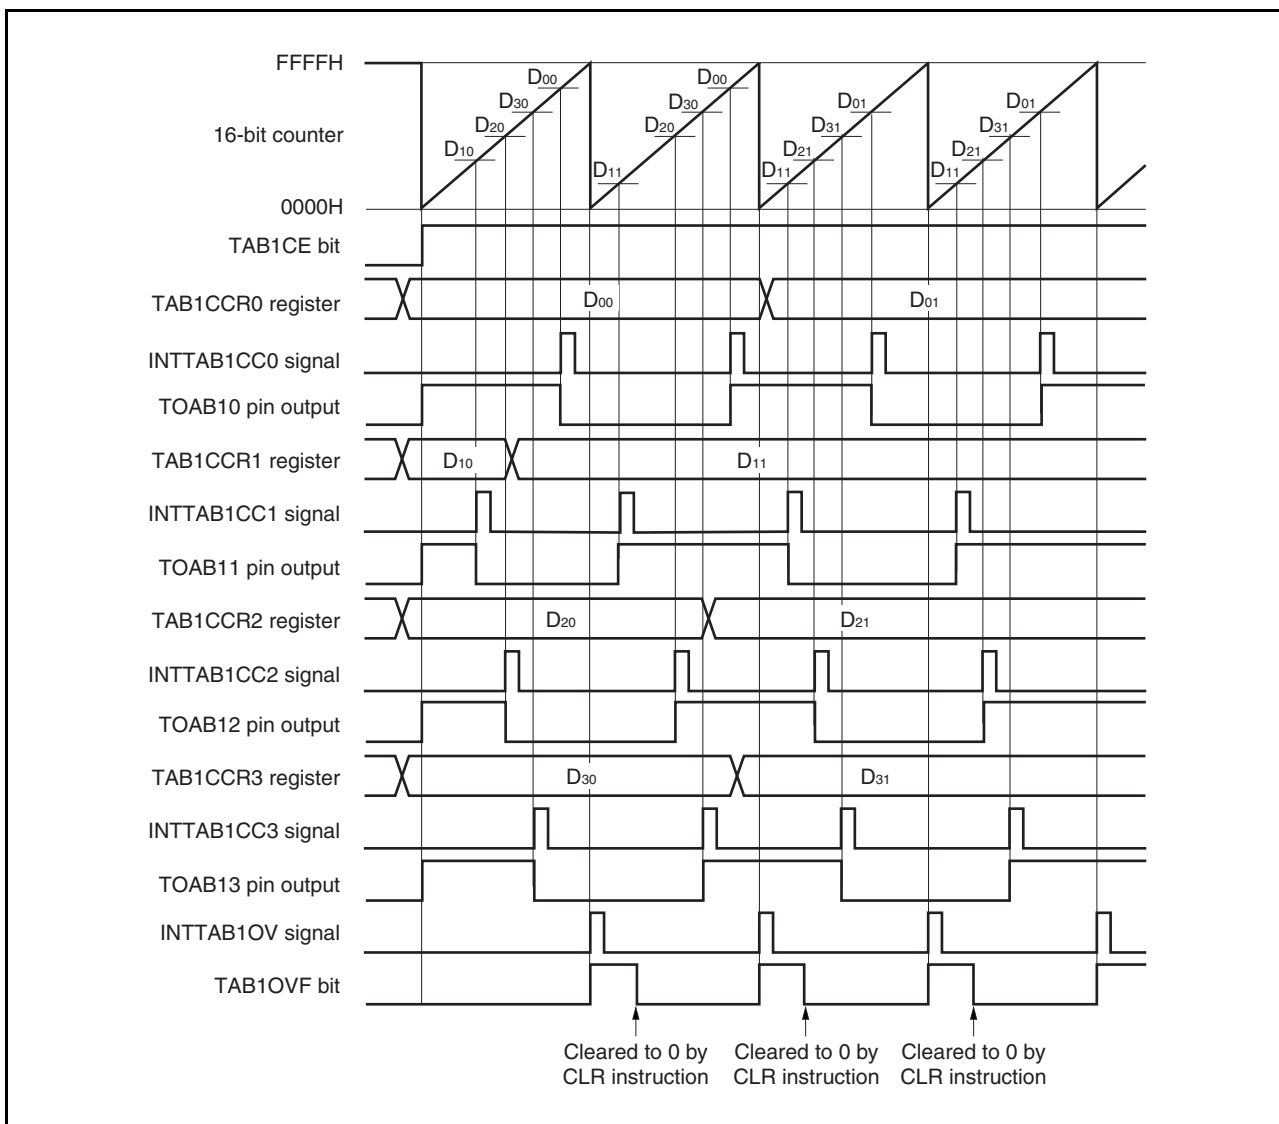 FFFFH
D00
D00
D30
D30
D01
D01
16-bit counter
D20
D20
D31
D31
D10
D21
D21
D11
D11
D11
0000H
TAB1CE bit
TAB1CCR0 register
D00
D01
INTTAB1CC0 signal
TOAB10 pin output
TAB1CCR1 register
D10
D11
INTTAB1CC1 signal
TOAB11 pin output
TAB1CCR2 register
D20
D21
INTTAB1CC2 signal
TOAB12 pin output
TAB1CCR3 register
D30
D31
INTTAB1CC3 signal
TOAB13 pin output
INTTAB1OV signal
TAB1OVF bit
Cleared to 0 by
CLR instruction
Cleared to 0 by
CLR instruction
Cleared to 0 by
CLR instruction